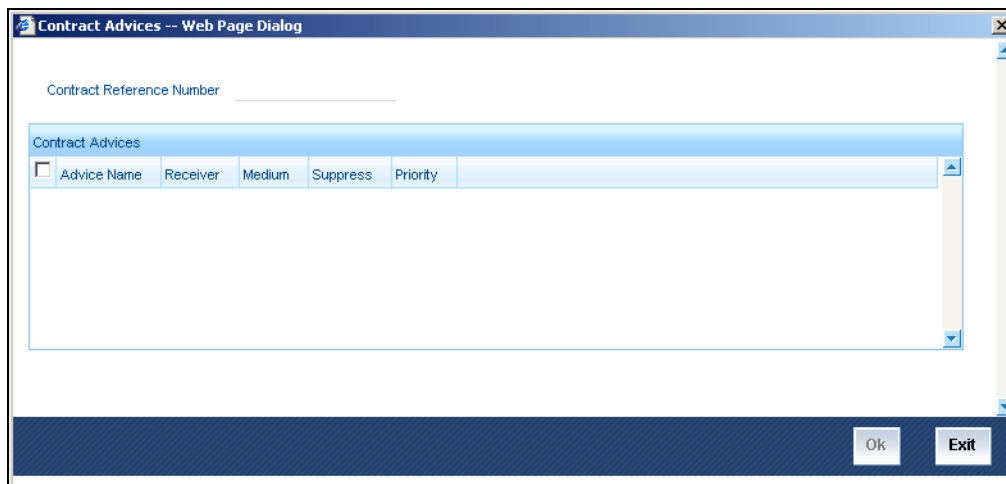 Contract Advices -- Web Page Dialog
Contract Reference Number
Contract Advices
Advice Name Receiver Medium Suppress Priority
Ok Exit